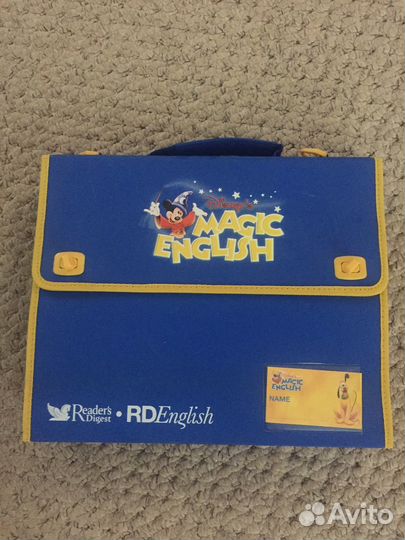 Disney's
MAGIC
ENGLISH
Disney's
MAGIC
ENGLISH
NAME
Reader's
Digest
• RDEnglish
Avito